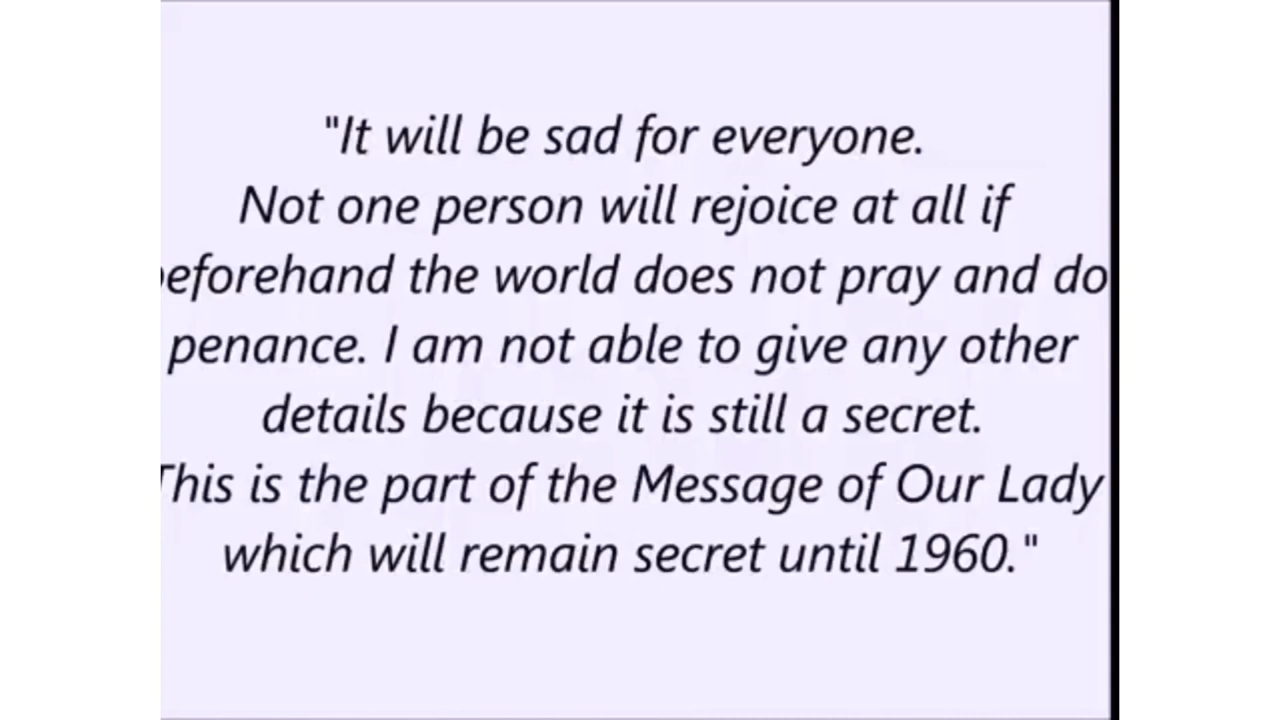 "It will be sad for everyone.
Not one person will rejoice at all if
beforehand the world does not pray and do
penance. I am not able to give any other
details because it is still a secret.
This is the part of the Message of Our Lady
which will remain secret until 1960."